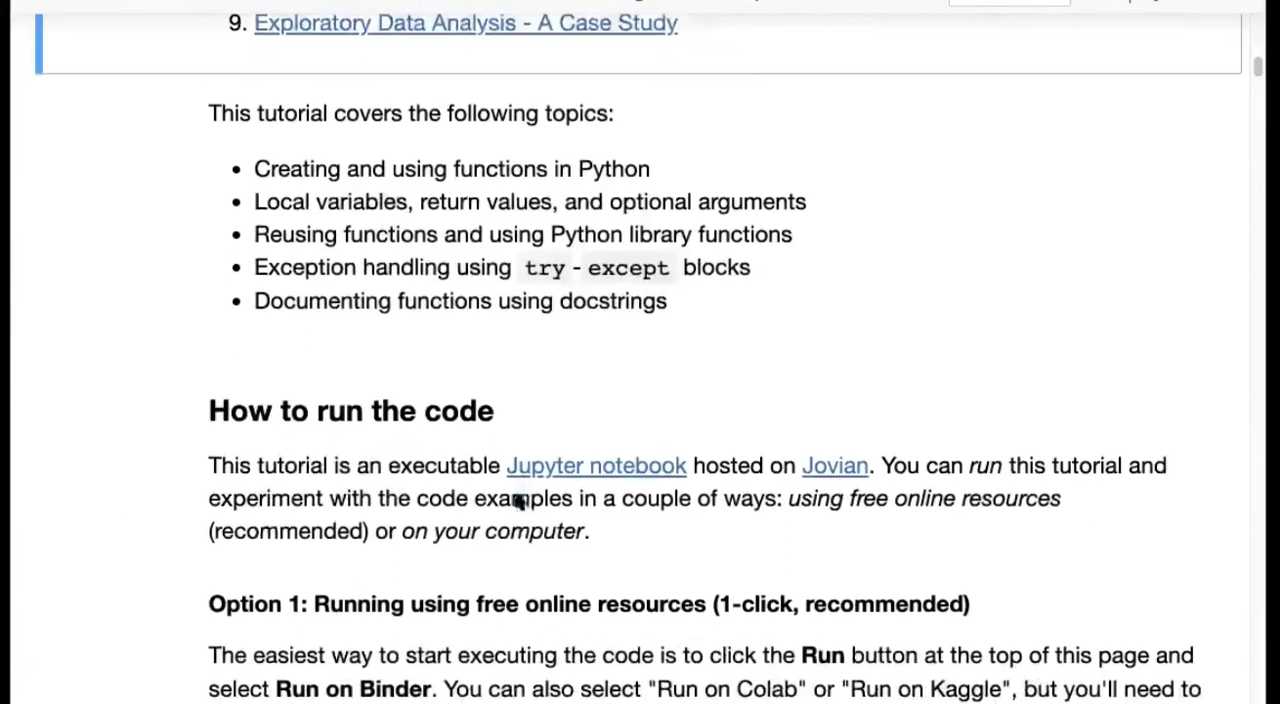 9. Exploratory Data Analysis - A Case Study
This tutorial covers the following topics:
• Creating and using functions in Python
• Local variables, return values, and optional arguments
• Reusing functions and using Python library functions
• Exception handling using try - except blocks
• Documenting functions using docstrings
How to run the code
This tutorial is an executable Jupyter notebook hosted on Jovian. You can run this tutorial and
experiment with the code examples in a couple of ways: using free online resources
(recommended) or on your computer.
Option 1: Running using free online resources (1-click, recommended)
The easiest way to start executing the code is to click the Run button at the top of this page and
select Run on Binder. You can also select "Run on Colab" or "Run on Kaggle", but you'll need to